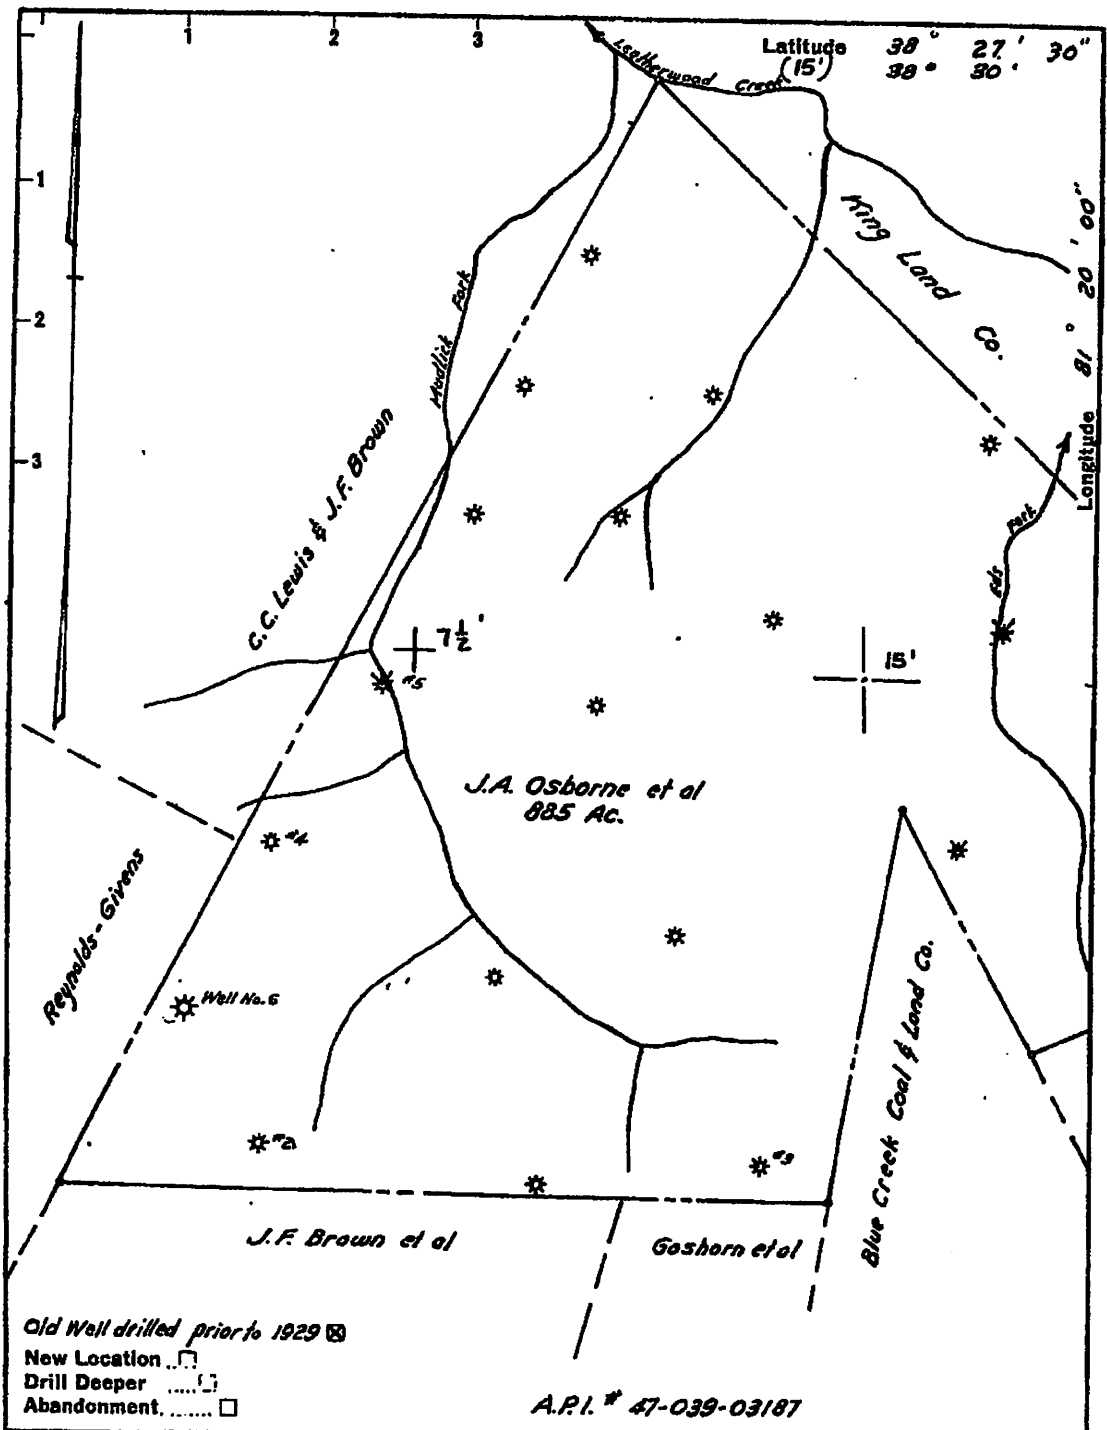 1 2 3
Latitude 38° 27' 30"
(15') 38° 30'
Leatherwood Creek
1
2
3
King Land Co.
Longitude 81° 20' 00"
Mudlick Fork
C.C. Lewis & J.F. Brown
Fork
7½'
15'
#5
J.A. Osborne et al
885 Ac.
#4
Reynolds - Givens
Well No. 6
Blue Creek Coal & Land Co.
#2
#3
J.F. Brown et al
Goshorn et al
Old Well drilled prior to 1929 ☒
New Location ...
Drill Deeper .....
Abandonment. ....... □
A.P.I. # 47-039-03187